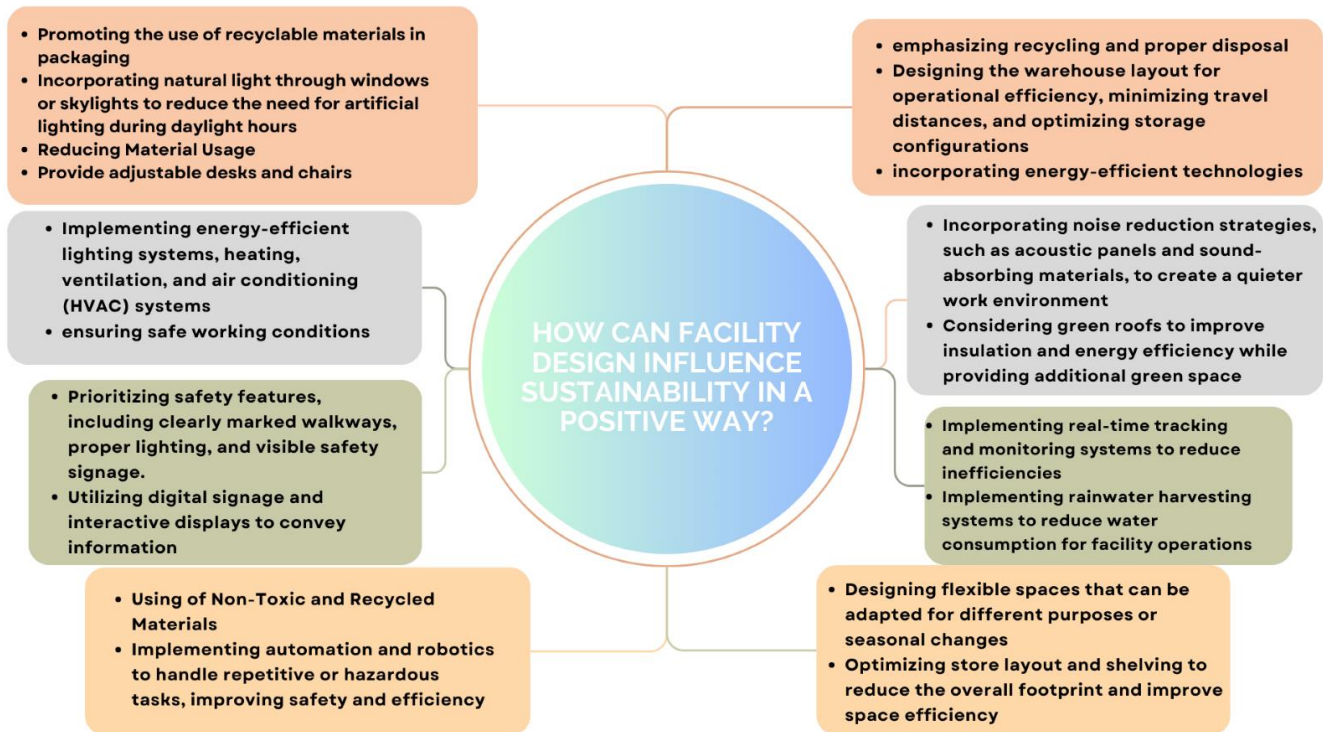 • Promoting the use of recyclable materials in
packaging
• Incorporating natural light through windows
or skylights to reduce the need for artificial
lighting during daylight hours
• Reducing Material Usage
• Provide adjustable desks and chairs
• emphasizing recycling and proper disposal
• Designing the warehouse layout for
operational efficiency, minimizing travel
distances, and optimizing storage
configurations
• incorporating energy-efficient technologies
• Implementing energy-efficient
lighting systems, heating,
ventilation, and air conditioning
(HVAC) systems
• ensuring safe working conditions
• Incorporating noise reduction strategies,
such as acoustic panels and sound-
absorbing materials, to create a quieter
work environment
• Considering green roofs to improve
insulation and energy efficiency while
providing additional green space
HOW CAN FACILITY
DESIGN INFLUENCE
SUSTAINABILITY IN A
POSITIVE WAY?
• Prioritizing safety features,
including clearly marked walkways,
proper lighting, and visible safety
signage.
• Utilizing digital signage and
interactive displays to convey
information
• Implementing real-time tracking
and monitoring systems to reduce
inefficiencies
• Implementing rainwater harvesting
systems to reduce water
consumption for facility operations
• Using of Non-Toxic and Recycled
Materials
• Implementing automation and robotics
to handle repetitive or hazardous
tasks, improving safety and efficiency
• Designing flexible spaces that can be
adapted for different purposes or
seasonal changes
• Optimizing store layout and shelving to
reduce the overall footprint and improve
space efficiency